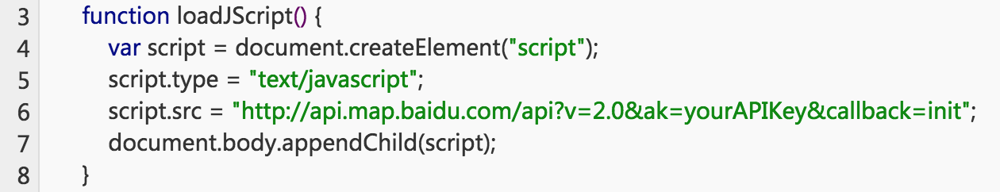 3 function loadJScript() {
4 var script = document.createElement("script");
5 script.type = "text/javascript";
6 script.src = "http://api.map.baidu.com/api?v=2.0&ak=yourAPIKey&callback=init";
7 document.body.appendChild(script);
8 }